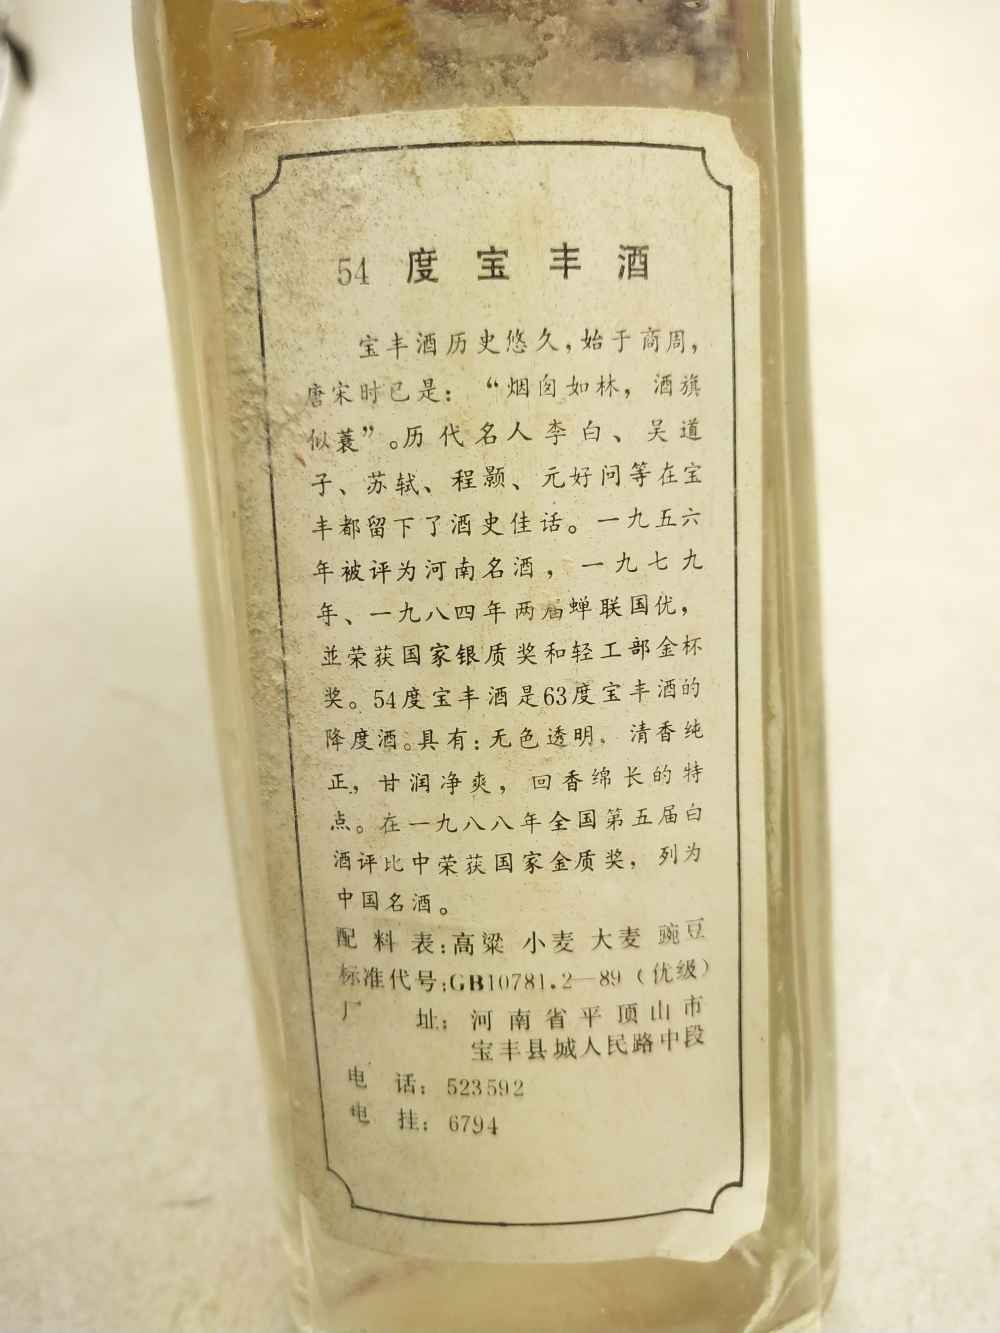 54 度宝丰酒
宝丰酒历史悠久,始于商周,
唐宋时已是:“烟囱如林,酒旗
似蓑”。历代名人李白、吴道
子、苏轼、程颢、元好问等在宝
丰都留下了酒史佳话。一九五六
年被评为河南名酒,一九七九
年、一九八四年两届蝉联国优,
並荣获国家银质奖和轻工部金杯
奖。54度宝丰酒是63度宝丰酒的
降度酒。具有:无色透明、清香纯
正,甘润净爽,回香绵长的特
点。在一九八八年全国第五届白
酒评比中荣获国家金质奖,列为
中国名酒。
配料表:高粱 小麦 大麦 豌豆
标准代号:GB10781.2—89(优级)
厂址:河南省平顶山市
宝丰县城人民路中段
电话:523592
电挂:6794